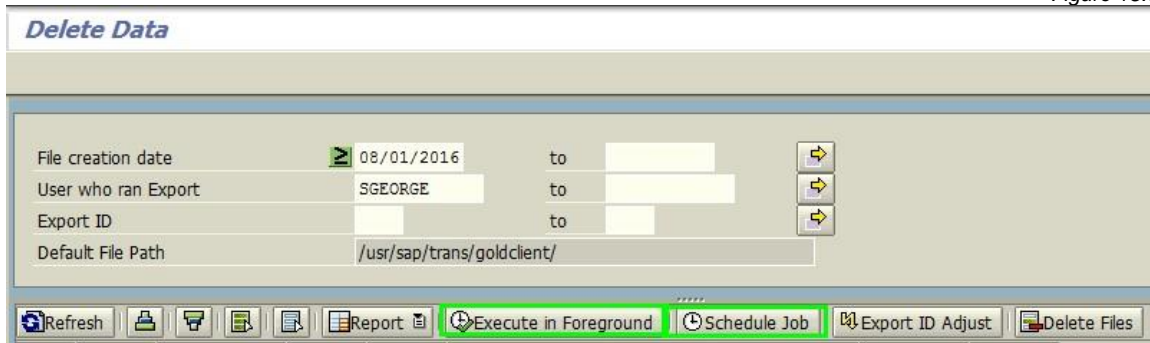 Delete Data
File creation date ≥ 08/01/2016 to
User who ran Export SGEORGE to
Export ID to
Default File Path /usr/sap/trans/goldclient/
Refresh Report Execute in Foreground Schedule Job Export ID Adjust Delete Files